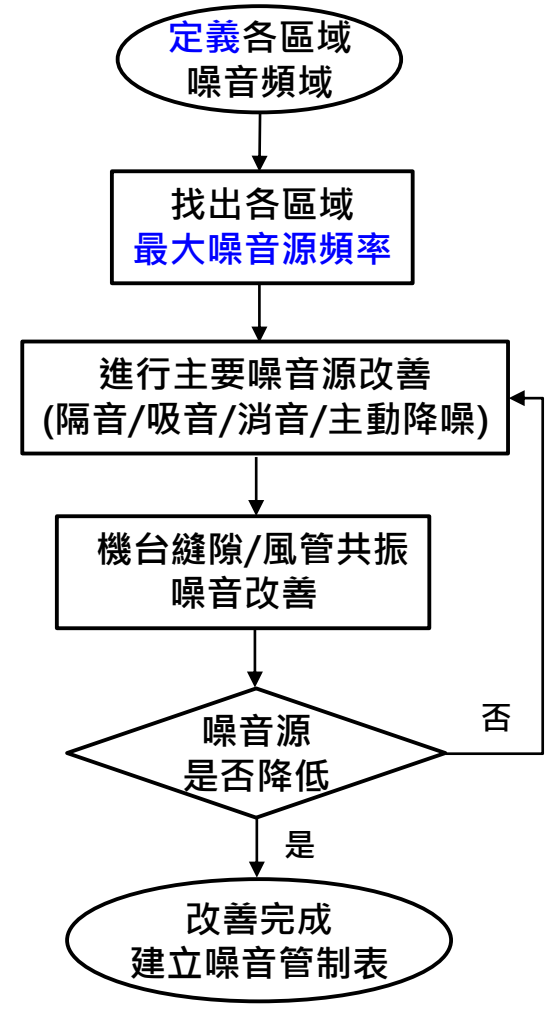 定義各區域
噪音頻域
找出各區域
最大噪音源頻率
進行主要噪音源改善
(隔音/吸音/消音/主動降噪)
機台縫隙/風管共振
噪音改善
噪音源
是否降低
否
是
改善完成
建立噪音管制表